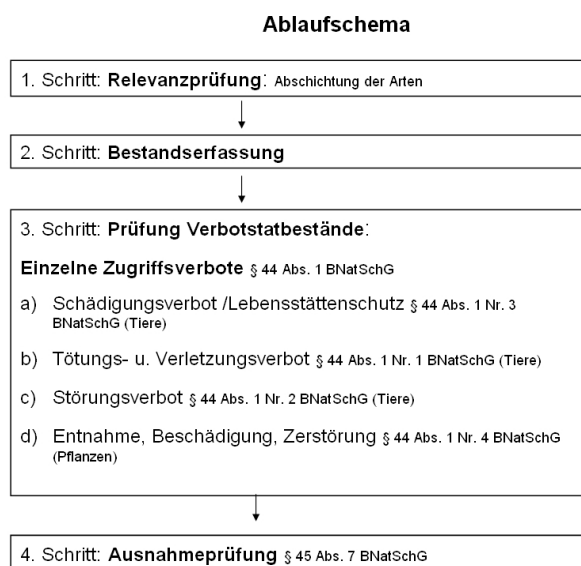 Ablaufschema
1. Schritt: Relevanzprüfung: Abschichtung der Arten
2. Schritt: Bestandserfassung
3. Schritt: Prüfung Verbotstatbestände:
Einzelne Zugriffsverbote § 44 Abs. 1 BNatSchG
a) Schädigungsverbot /Lebensstättenschutz § 44 Abs. 1 Nr. 3
BNatSchG (Tiere)
b) Tötungs- u. Verletzungsverbot § 44 Abs. 1 Nr. 1 BNatSchG (Tiere)
c) Störungsverbot § 44 Abs. 1 Nr. 2 BNatSchG (Tiere)
d) Entnahme, Beschädigung, Zerstörung § 44 Abs. 1 Nr. 4 BNatSchG
(Pflanzen)
4. Schritt: Ausnahmeprüfung § 45 Abs. 7 BNatSchG